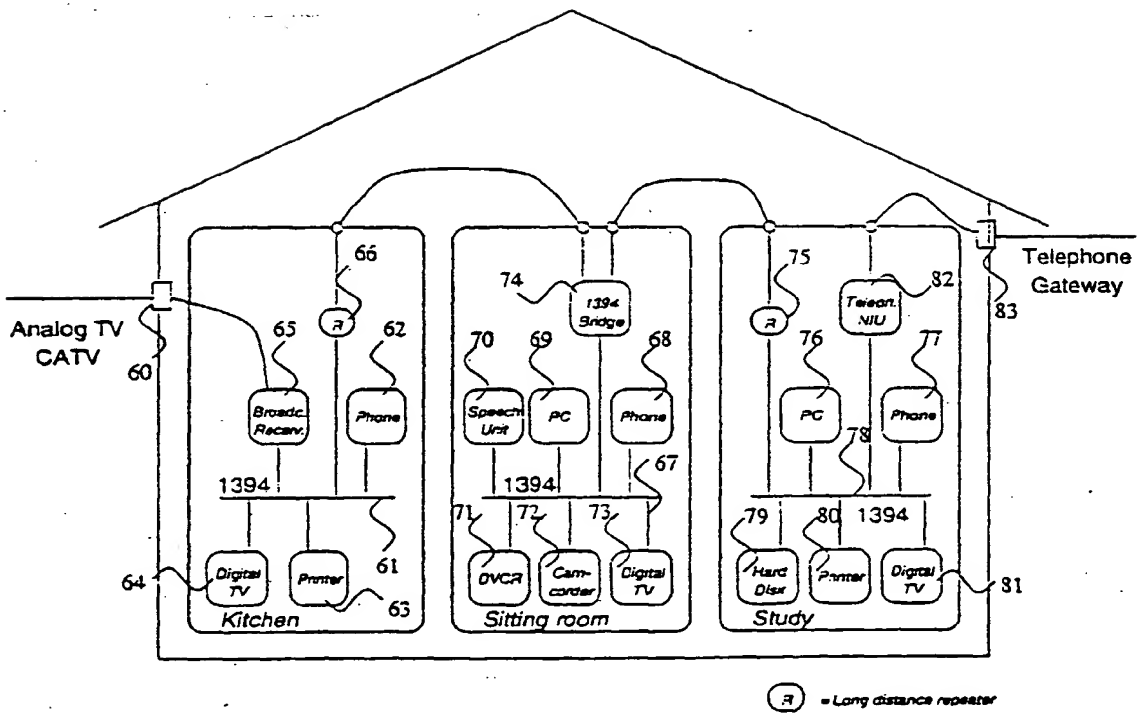 Analog TV
CATV
60
Telephone
Gateway
83
66
R
65
62
Broadc.
Receiv.
Phone
1394
61
64
Digital
TV
Printer
63
Kitchen
74
1394
Bridge
70
69
68
Speech
Unit
PC
Phone
1394
67
71
72
73
DVCR
Cam-
corder
Digital
TV
Sitting room
75
R
82
Telecon.
NIU
76
77
PC
Phone
78
1394
79
80
Hard
Disk
Printer
Digital
TV
81
Study
R = Long distance repeater